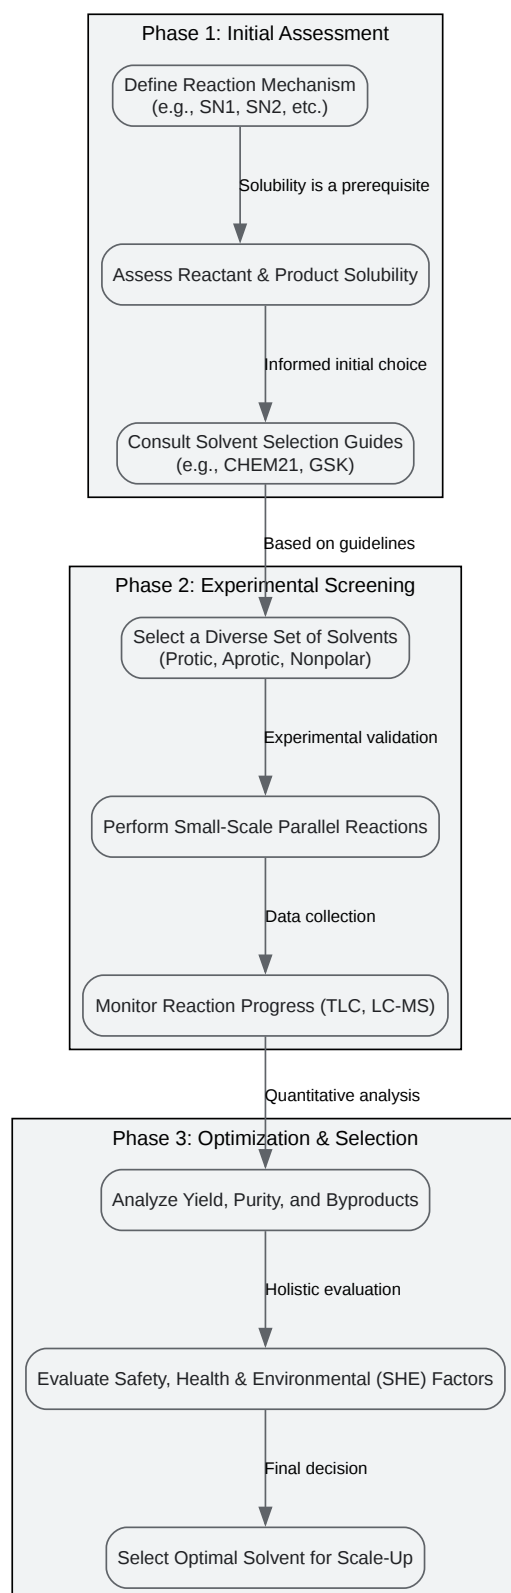 Phase 1: Initial Assessment
Define Reaction Mechanism
(e.g., SN1, SN2, etc.)
Solubility is a prerequisite
Assess Reactant & Product Solubility
Informed initial choice
Consult Solvent Selection Guides
(e.g., CHEM21, GSK)
Based on guidelines
Phase 2: Experimental Screening
Select a Diverse Set of Solvents
(Protic, Aprotic, Nonpolar)
Experimental validation
Perform Small-Scale Parallel Reactions
Data collection
Monitor Reaction Progress (TLC, LC-MS)
Quantitative analysis
Phase 3: Optimization & Selection
Analyze Yield, Purity, and Byproducts
Holistic evaluation
Evaluate Safety, Health & Environmental (SHE) Factors
Final decision
Select Optimal Solvent for Scale-Up